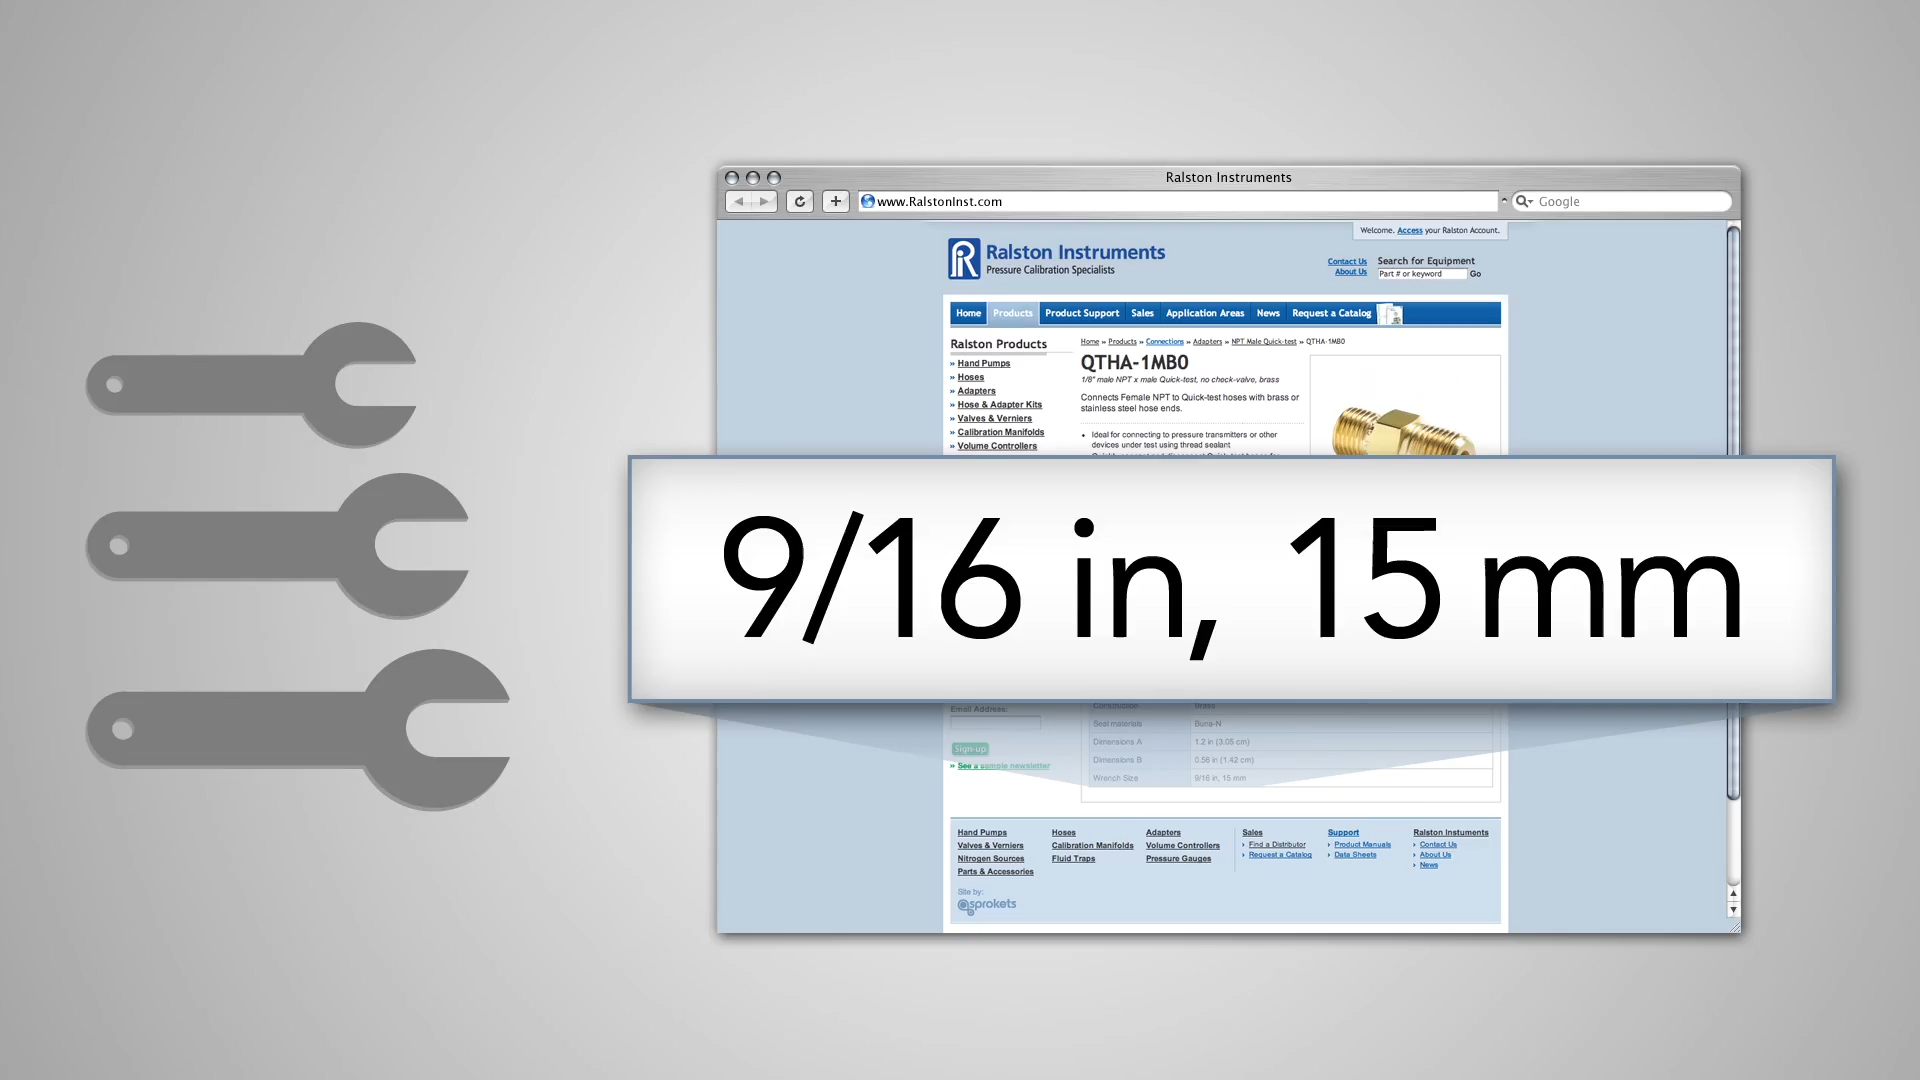 Ralston Instruments
www.RalstonInst.com
Google
Welcome. Access your Ralston Account.
Ralston Instruments
Pressure Calibration Specialists
Contact Us
About Us
Search for Equipment
Part # or keyword Go
Home Products Product Support Sales Application Areas News Request a Catalog
Ralston Products
» Hand Pumps
» Hoses
» Adapters
» Hose & Adapter Kits
» Valves & Verniers
» Calibration Manifolds
» Volume Controllers
Home » Products » Connections » Adapters » NPT Male Quick-test » QTHA-1MB0
QTHA-1MB0
1/8" male NPT x male Quick-test, no check-valve, brass
Connects Female NPT to Quick-test hoses with brass or
stainless steel hose ends.
• Ideal for connecting to pressure transmitters or other
devices under test using thread sealant
9/16 in, 15 mm
Email Address:
Sign-up
» See a sample newsletter
Construction Brass
Seal materials Buna-N
Dimensions A 1.2 in (3.05 cm)
Dimensions B 0.56 in (1.42 cm)
Wrench Size 9/16 in, 15 mm
Hand Pumps
Valves & Verniers
Nitrogen Sources
Parts & Accessories
Hoses
Calibration Manifolds
Fluid Traps
Adapters
Volume Controllers
Pressure Gauges
Sales
› Find a Distributor
› Request a Catalog
Support
› Product Manuals
› Data Sheets
Ralston Instuments
› Contact Us
› About Us
› News
Site by:
sprokets